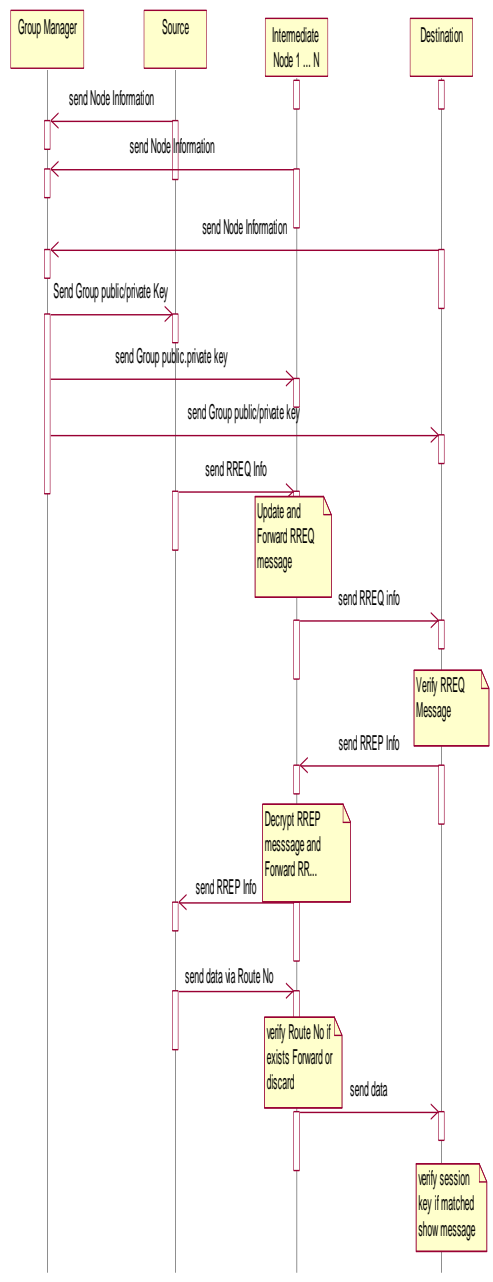 Group Manager
Source
Intermediate
Node 1 ... N
Destination
send Node Information
send Node Information
send Node Information
Send Group public/private Key
send Group public.private key
send Group public/private key
send RREQ Info
Update and
Forward RREQ
message
send RREQ info
Verify RREQ
Message
send RREP Info
Decrypt RREP
messsage and
Forward RR...
send RREP Info
send data via Route No
verify Route No if
exists Forward or
discard
send data
verify session
key if matched
show message